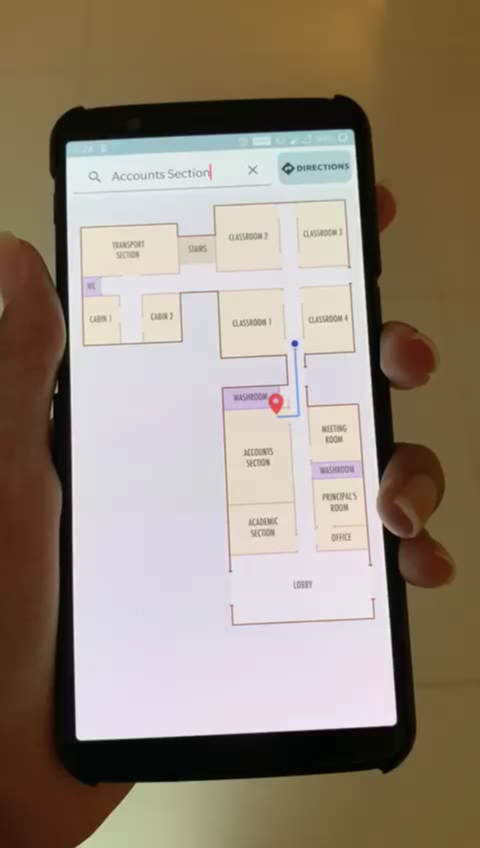 Accounts Section
DIRECTIONS
CLASSROOM 2
CLASSROOM 3
TRANSPORT
SECTION
STAIRS
WC
CABIN 1
CABIN 2
CLASSROOM 1
CLASSROOM 4
WASHROOM
ACCOUNTS
SECTION
MEETING
ROOM
WASHROOM
PRINCIPAL'S
ROOM
ACADEMIC
SECTION
OFFICE
LOBBY